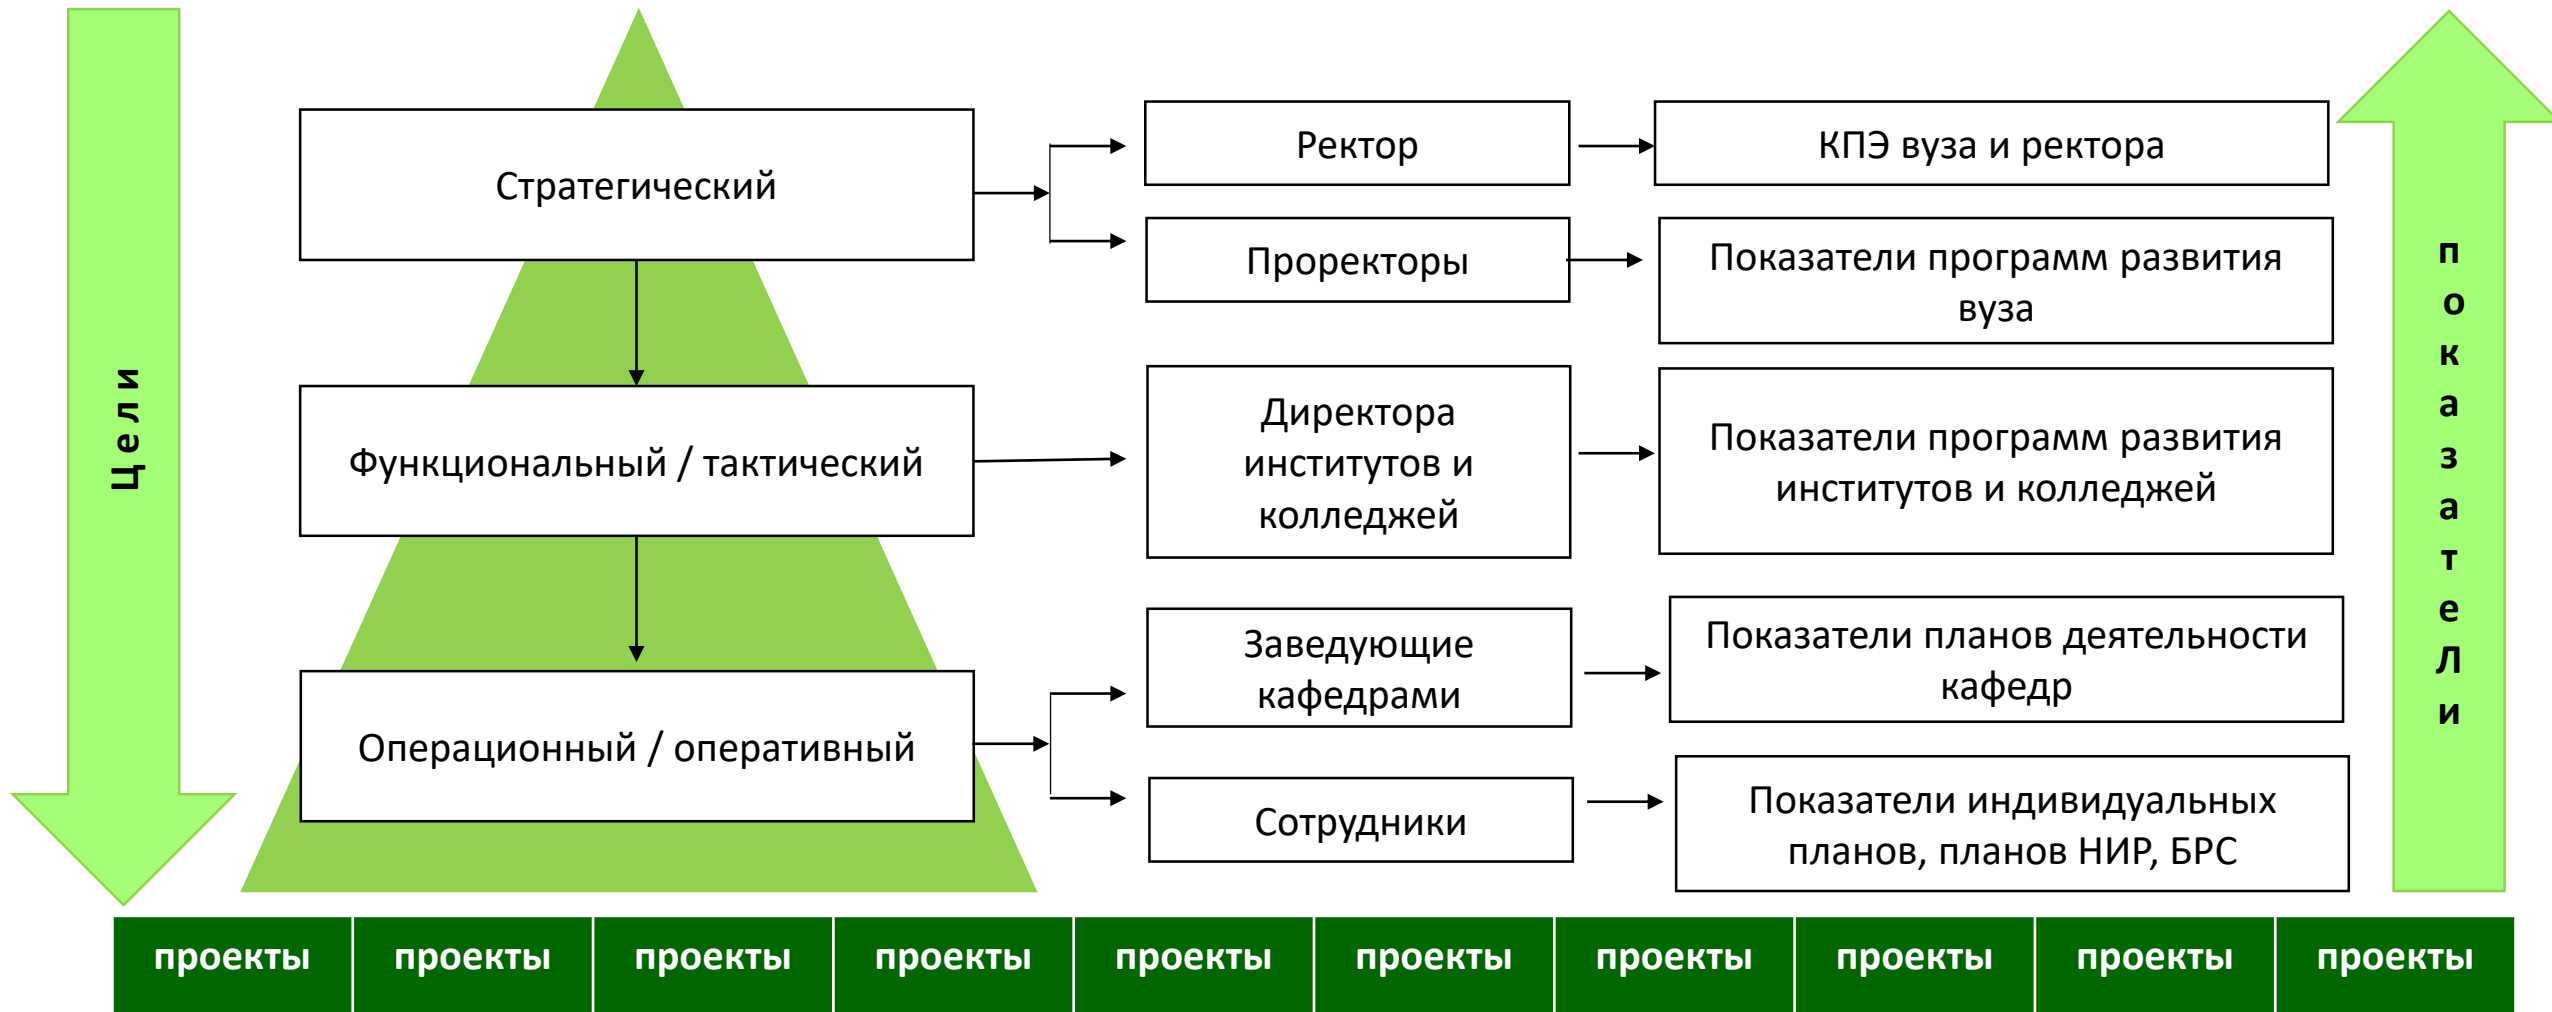 Цели
Стратегический
Ректор
КПЭ вуза и ректора
Проректоры
Показатели программ развития
вуза
Функциональный / тактический
Директора
институтов и
колледжей
Показатели программ развития
институтов и колледжей
Операционный / оперативный
Заведующие
кафедрами
Показатели планов деятельности
кафедр
Сотрудники
Показатели индивидуальных
планов, планов НИР, БРС
п
о
к
а
з
а
т
е
Л
и
проекты проекты проекты проекты проекты проекты проекты проекты проекты проекты